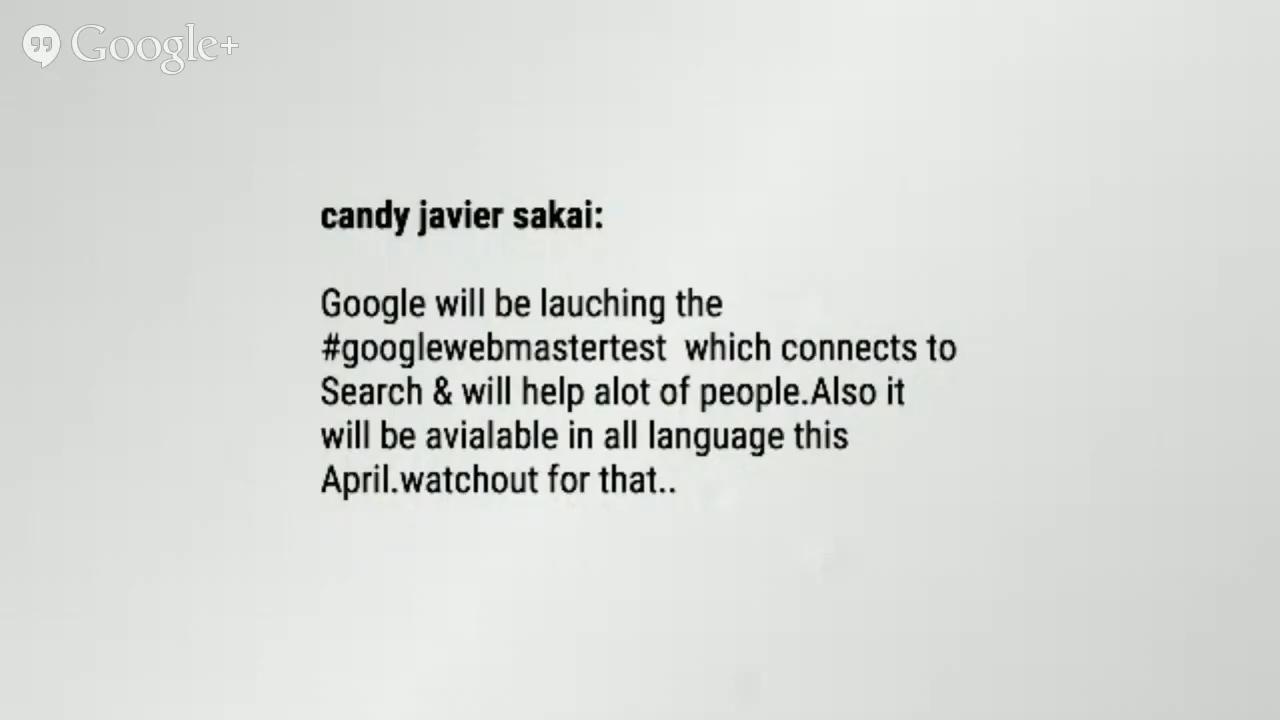 Google+
candy javier sakai:
Google will be lauching the
#googlewebmastertest which connects to
Search & will help alot of people.Also it
will be avialable in all language this
April.watchout for that..